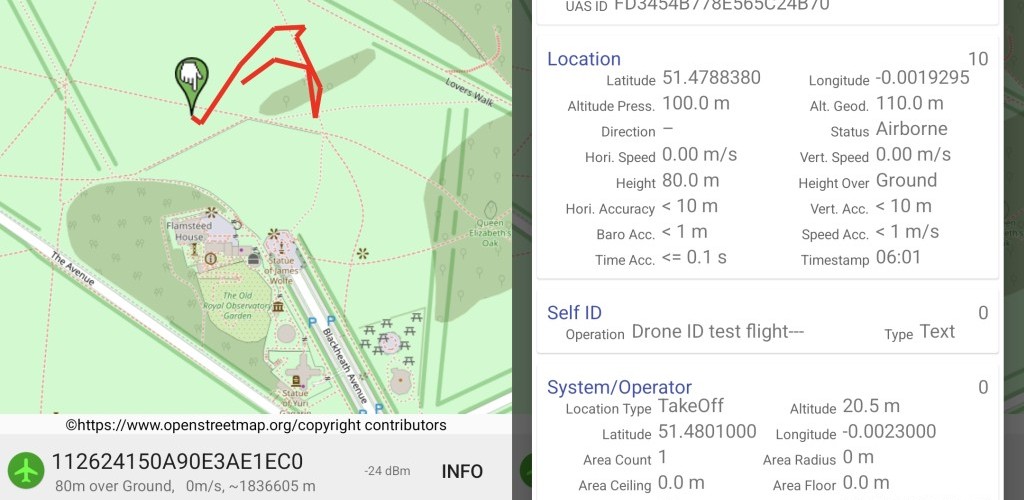 Lovers Walk
Flamsteed
House
Queen
Elizabeth's
Oak
Statue
of James
Wolfe
The Avenue
The Old
Royal Observatory
Garden
P P
Blackheath Avenue
Statue
of Yuri
P P
©https://www.openstreetmap.org/copyright contributors
112624150A90E3AE1EC0
-24 dBm
INFO
80m over Ground, 0m/s, ~1836605 m
UAS ID FD3454B778E565C24B70
Location 10
Latitude 51.4788380 Longitude -0.0019295
Altitude Press. 100.0 m Alt. Geod. 110.0 m
Direction – Status Airborne
Hori. Speed 0.00 m/s Vert. Speed 0.00 m/s
Height 80.0 m Height Over Ground
Hori. Accuracy < 10 m Vert. Acc. < 10 m
Baro Acc. < 1 m Speed Acc. < 1 m/s
Time Acc. <= 0.1 s Timestamp 06:01
Self ID 0
Operation Drone ID test flight--- Type Text
System/Operator 0
Location Type TakeOff Altitude 20.5 m
Latitude 51.4801000 Longitude -0.0023000
Area Count 1 Area Radius 0 m
Area Ceiling 0.0 m Area Floor 0.0 m